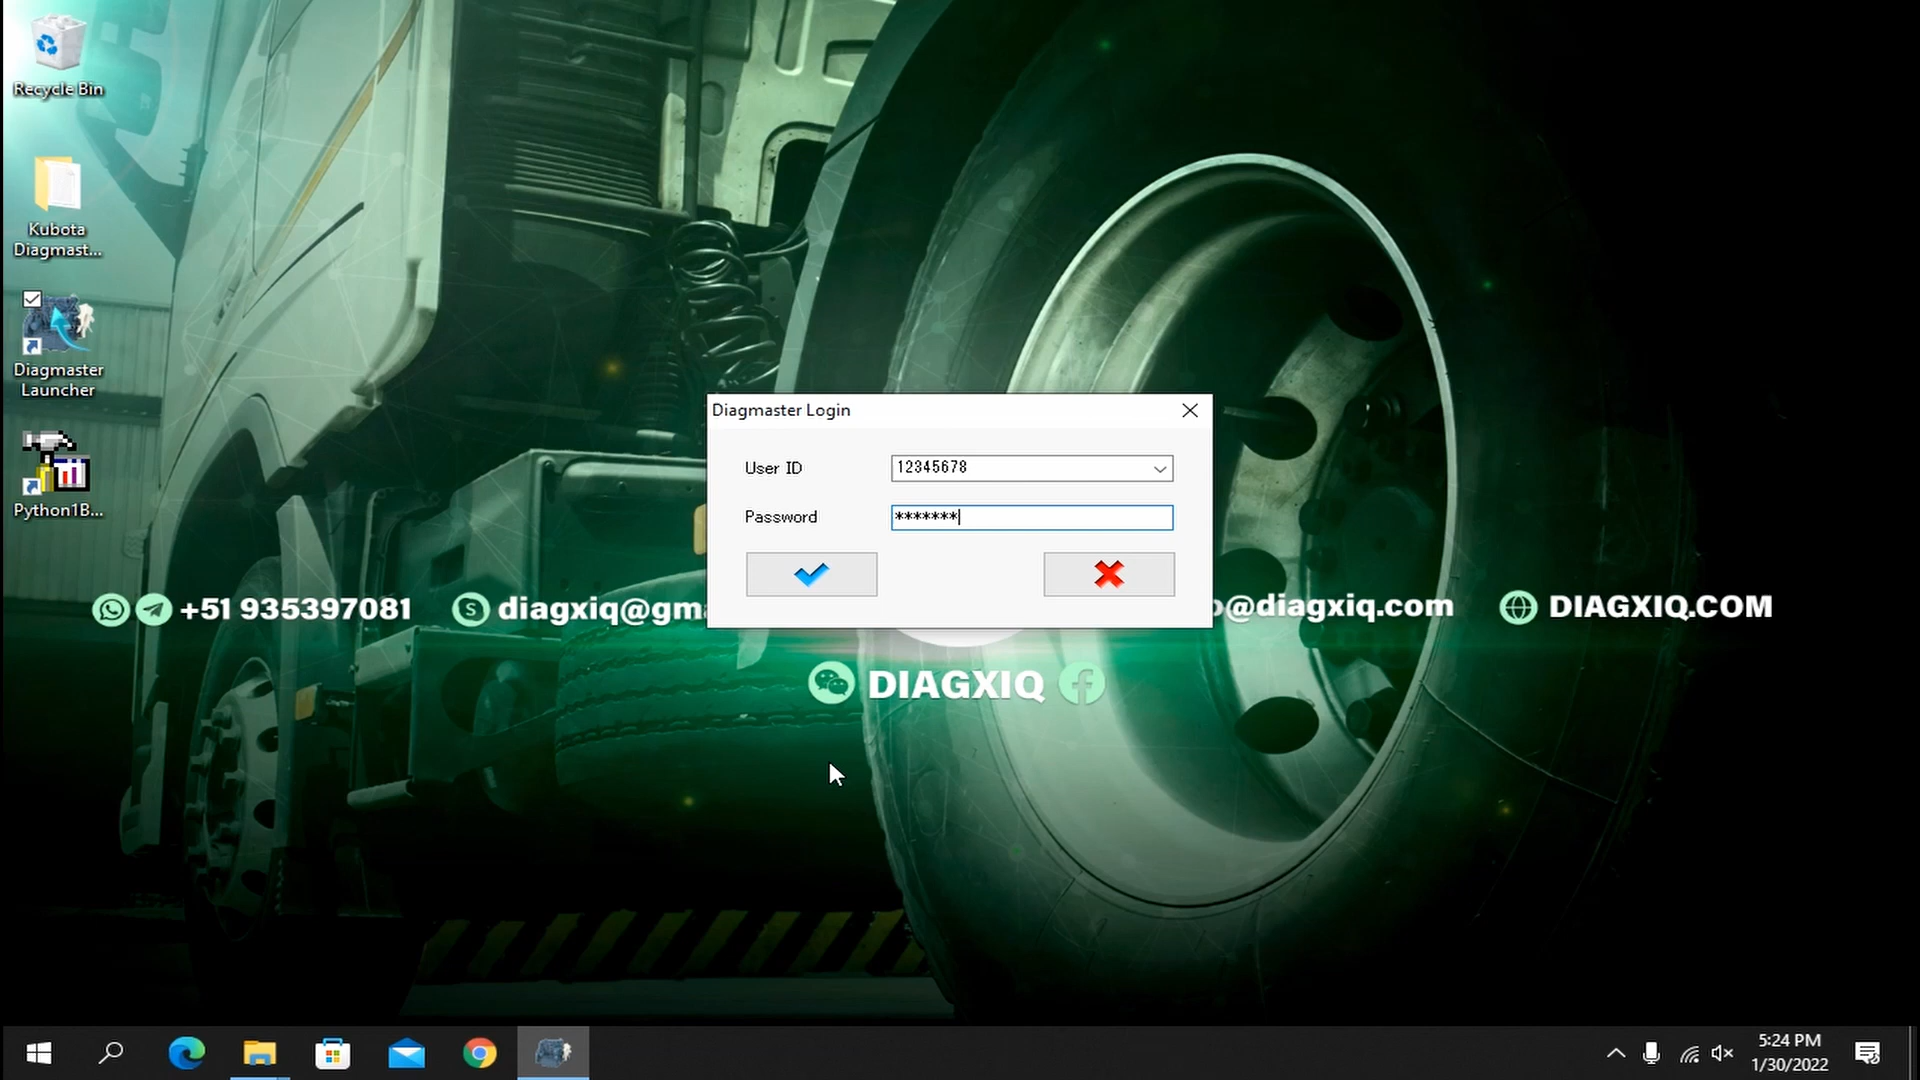 Recycle Bin
Kubota
Diagmast...
Diagmaster
Launcher
Python1B...
Diagmaster Login
User ID
12345678
Password
*******
+51 935397081
diagxiq@gm
@diagxiq.com
DIAGXIQ.COM
DIAGXIQ
5:24 PM
1/30/2022